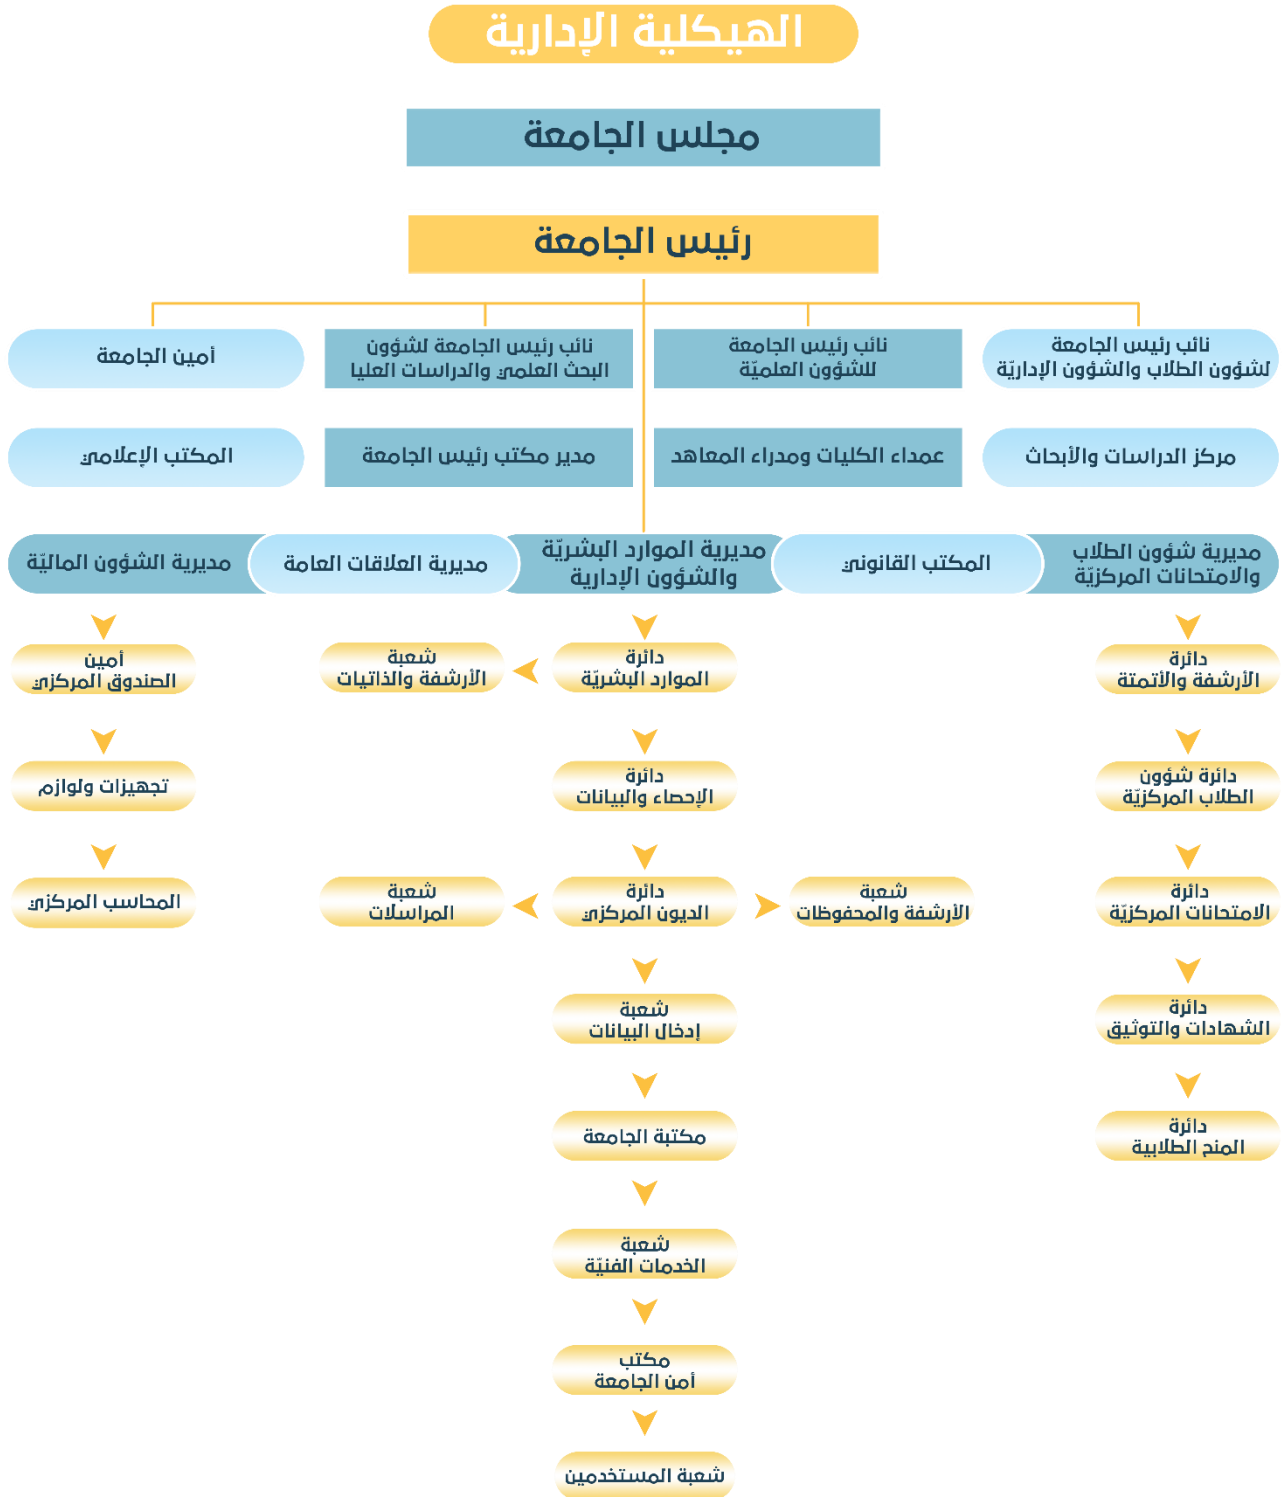 الهيكلية الإدارية
مجلس الجامعة
رئيس الجامعة
نائب رئيس الجامعة
لشؤون الطلاب والشؤون الإداريّة
نائب رئيس الجامعة
للشؤون العلميّة
نائب رئيس الجامعة لشؤون
البحث العلمي والدراسات العليا
أمين الجامعة
مركز الدراسات والأبحاث
عمداء الكليات ومدراء المعاهد
مدير مكتب رئيس الجامعة
المكتب الإعلامي
مديرية شؤون الطلاب
والامتحانات المركزيّة
المكتب القانوني
مديرية الموارد البشريّة
والشؤون الإدارية
مديرية العلاقات العامة
مديرية الشؤون الماليّة
دائرة
الأرشفة والأتمتة
دائرة
الموارد البشريّة
شعبة
الأرشفة والذاتيات
أمين
الصندوق المركزي
دائرة شؤون
الطلاب المركزيّة
دائرة
الإحصاء والبيانات
تجهيزات ولوازم
دائرة
الامتحانات المركزيّة
شعبة
الأرشفة والمحفوظات
دائرة
الديون المركزي
شعبة
المراسلات
المحاسب المركزي
دائرة
الشهادات والتوثيق
شعبة
إدخال البيانات
دائرة
المنح الطلابية
مكتبة الجامعة
شعبة
الخدمات الفنيّة
مكتب
أمن الجامعة
شعبة المستخدمين